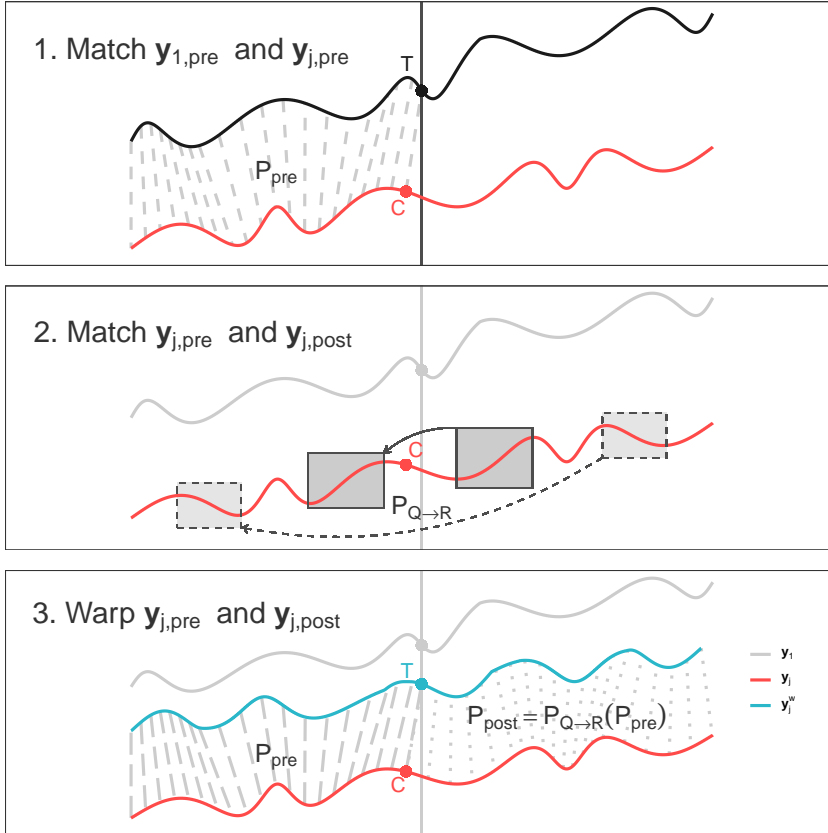 1. Match y1,pre and yj,pre
T
Ppre
C
2. Match yj,pre and yj,post
C
PQ→R
3. Warp yj,pre and yj,post
T
y1
yj
yjw
Ppost = PQ→R(Ppre)
Ppre
C